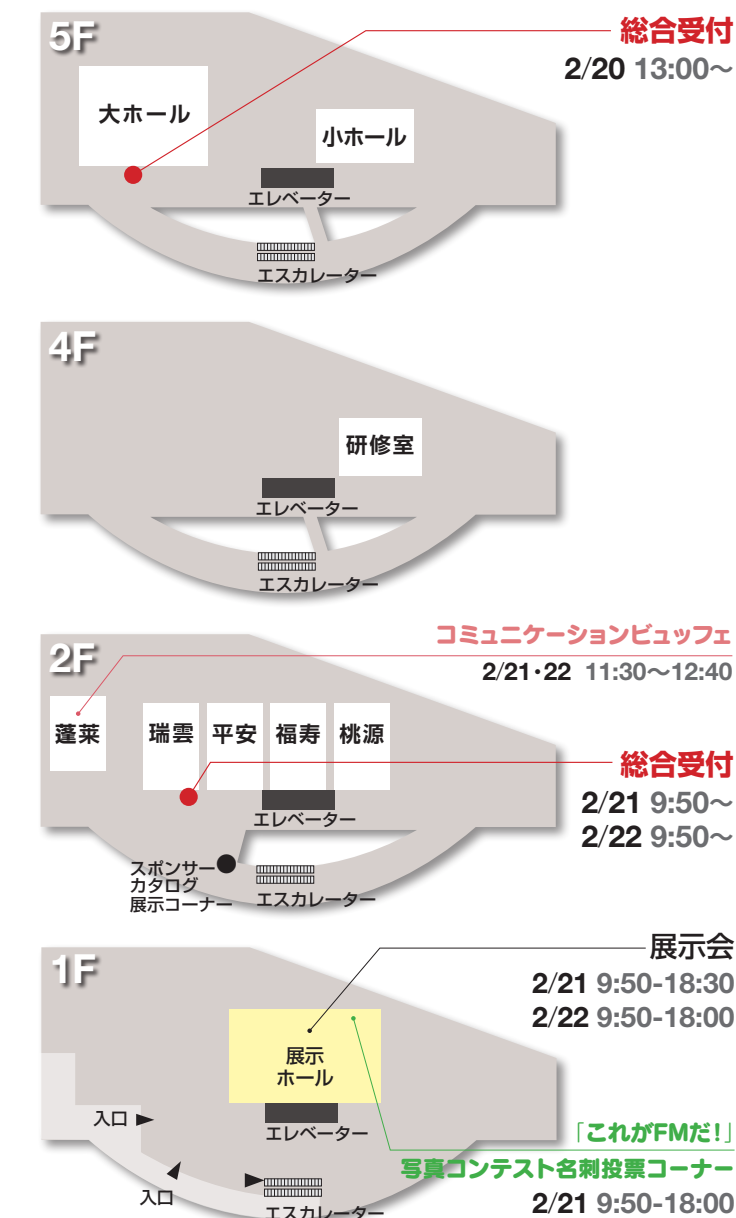 5F
総合受付
2/20 13:00～
大ホール
小ホール
エレベーター
エスカレーター
4F
研修室
エレベーター
エスカレーター
コミュニケーションビュッフェ
2F
2/21・22 11:30～12:40
蓬莱
瑞雲
平安
福寿
桃源
総合受付
2/21 9:50～
2/22 9:50～
エレベーター
スポンサー
カタログ
展示コーナー
エスカレーター
展示会
1F
2/21 9:50-18:30
2/22 9:50-18:00
展示
ホール
入口
エレベーター
「これがFMだ！」
写真コンテスト名刺投票コーナー
入口
2/21 9:50-18:00
エスカレーター